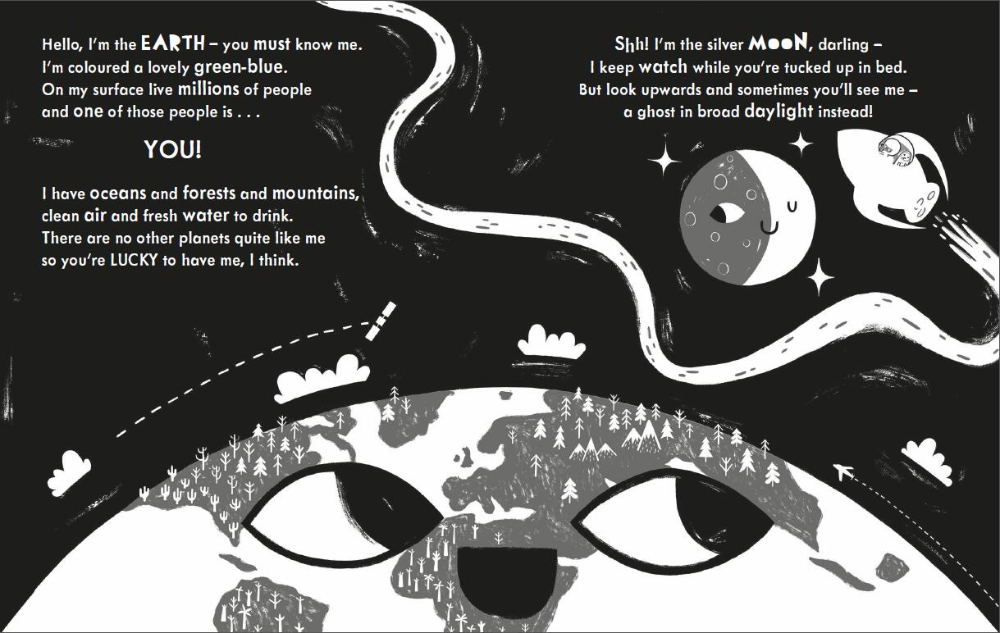 Hello, I'm the EARTH – you must know me.
I'm coloured a lovely green-blue.
On my surface live millions of people
and one of those people is . . .
YOU!
I have oceans and forests and mountains,
clean air and fresh water to drink.
There are no other planets quite like me
so you're LUCKY to have me, I think.
Shh! I'm the silver MOON, darling –
I keep watch while you're tucked up in bed.
But look upwards and sometimes you'll see me –
a ghost in broad daylight instead!